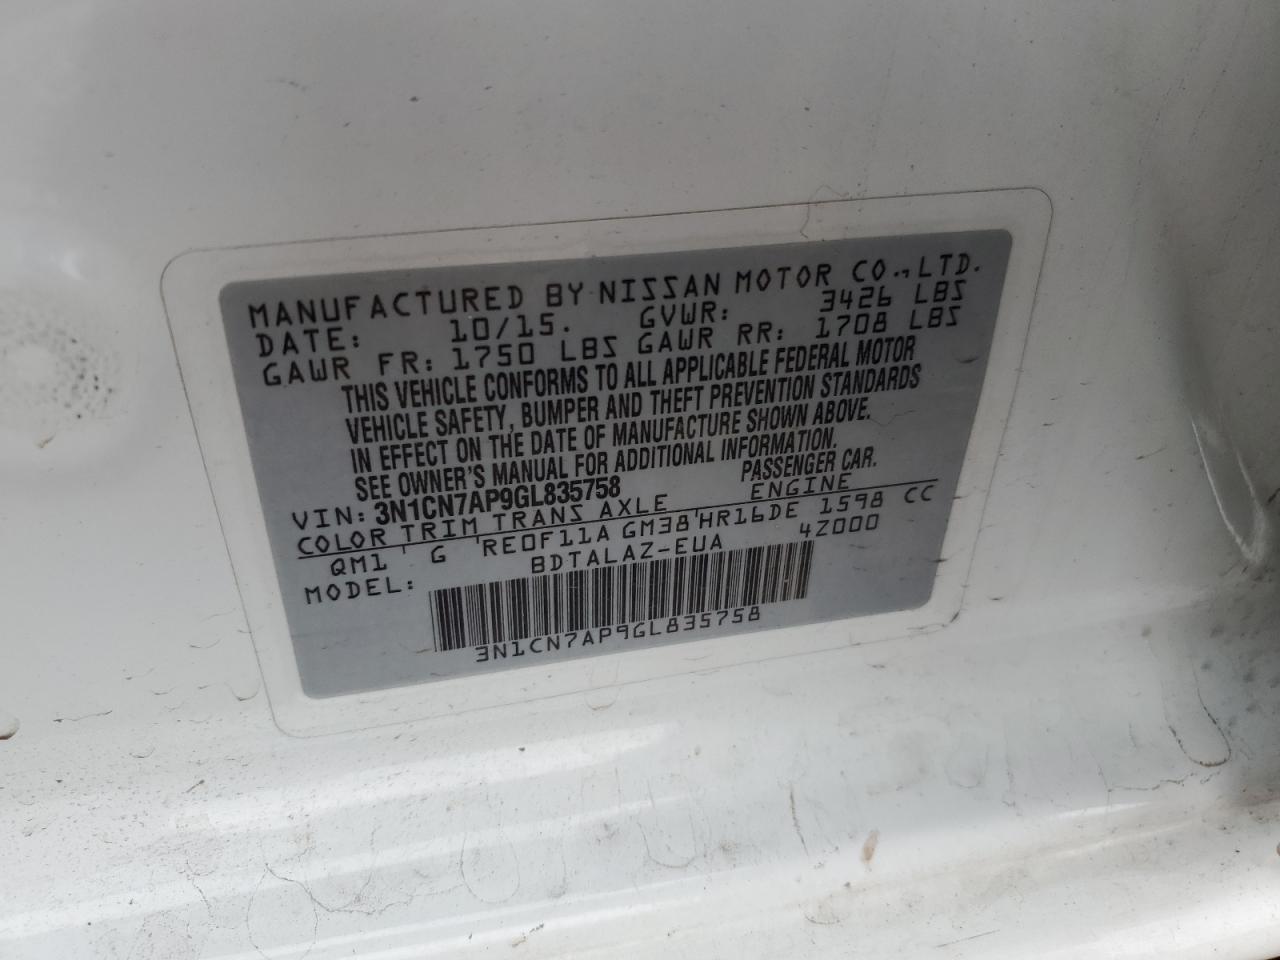 MANUFACTURED BY NISSAN MOTOR CO., LTD.
DATE: 10/15. GVWR: 3426 LBS
GAWR FR: 1750 LBS GAWR RR: 1708 LBS
THIS VEHICLE CONFORMS TO ALL APPLICABLE FEDERAL MOTOR
VEHICLE SAFETY, BUMPER AND THEFT PREVENTION STANDARDS
IN EFFECT ON THE DATE OF MANUFACTURE SHOWN ABOVE.
SEE OWNER'S MANUAL FOR ADDITIONAL INFORMATION.
VIN: 3N1CN7AP9GL835758 PASSENGER CAR.
COLOR TRIM TRANS AXLE ENGINE
QM1 G RE0F11A GM38 HR16DE 1598 CC
MODEL: BDTALAZ-EUA 4Z000
3N1CN7AP9GL835758